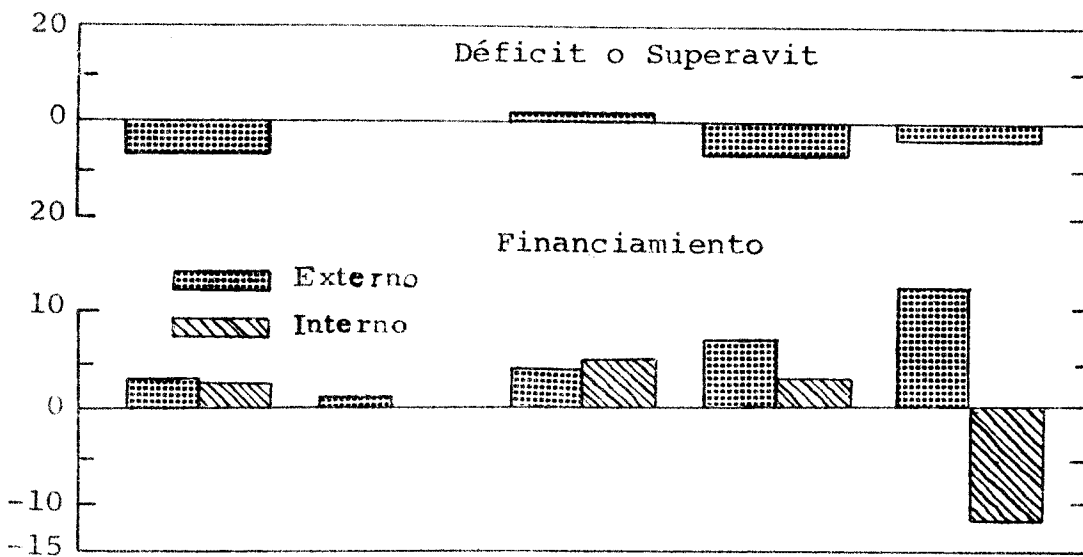 20
Déficit o Superavit
0
20
Financiamiento
Externo
10
Interno
0
-10
-15